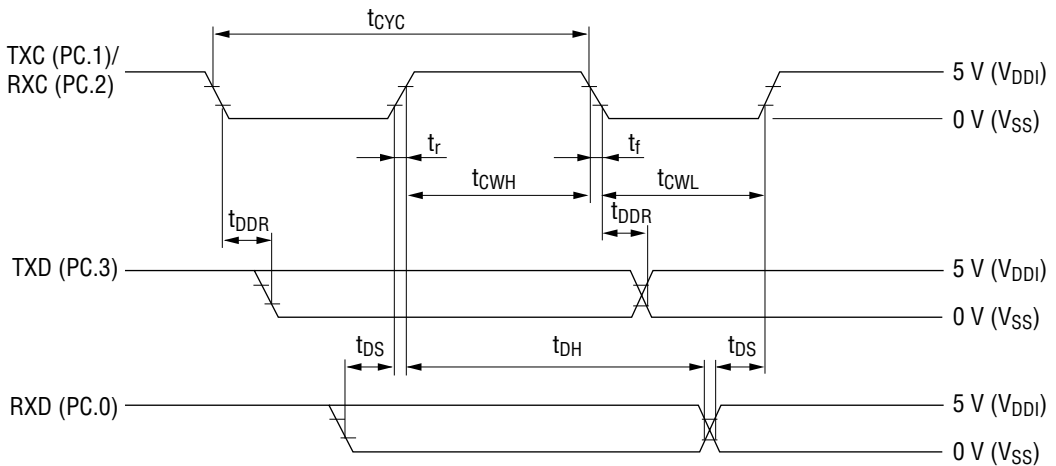 tCYC
TXC (PC.1)/
RXC (PC.2)
5 V (VDDI)
0 V (VSS)
tr
tf
tCWH
tCWL
tDDR
tDDR
TXD (PC.3)
5 V (VDDI)
0 V (VSS)
tDS
tDH
tDS
RXD (PC.0)
5 V (VDDI)
0 V (VSS)